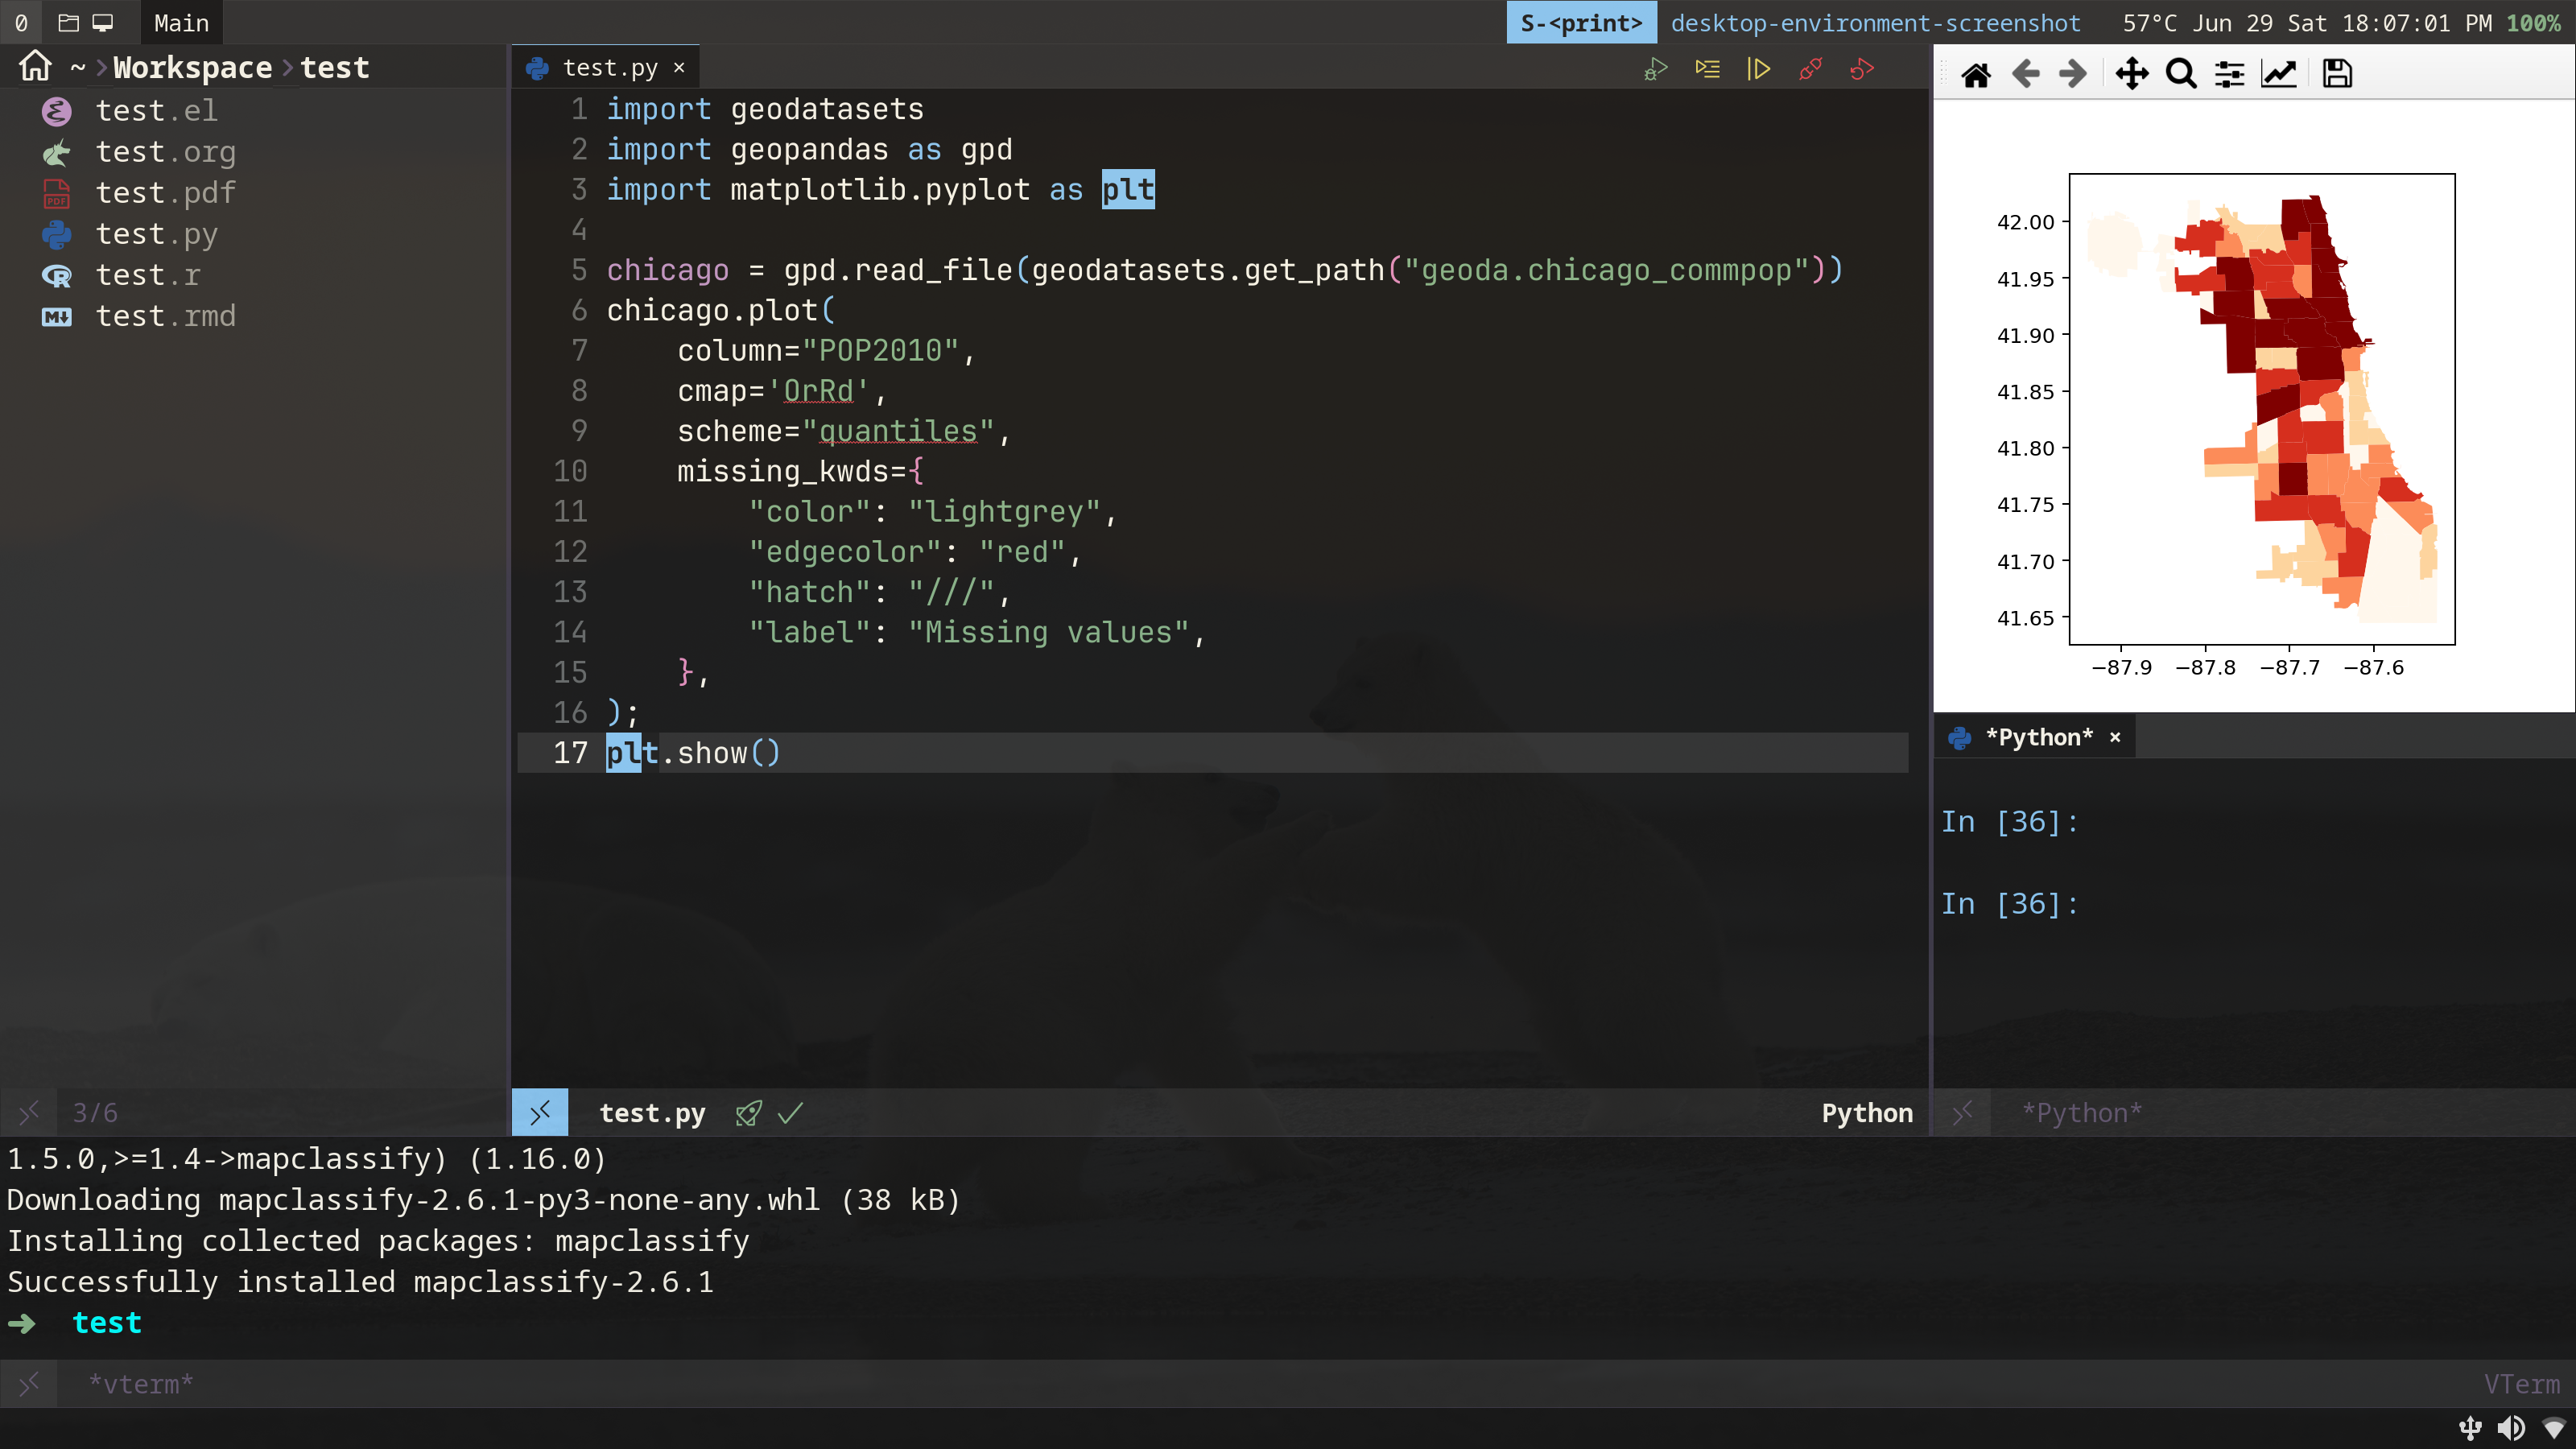 0 Main S-<print> desktop-environment-screenshot 57°C Jun 29 Sat 18:07:01 PM 100%
~ Workspace test
test.el
test.org
test.pdf
test.py
test.r
test.rmd
3/6
test.py ×
1 import geodatasets
2 import geopandas as gpd
3 import matplotlib.pyplot as plt
4
5 chicago = gpd.read_file(geodatasets.get_path("geoda.chicago_commpop"))
6 chicago.plot(
7 column="POP2010",
8 cmap='OrRd',
9 scheme="quantiles",
10 missing_kwds={
11 "color": "lightgrey",
12 "edgecolor": "red",
13 "hatch": "///",
14 "label": "Missing values",
15 },
16 );
17 plt.show()
test.py Python
42.00
41.95
41.90
41.85
41.80
41.75
41.70
41.65
−87.9 −87.8 −87.7 −87.6
*Python* ×
In [36]:
In [36]:
*Python*
1.5.0,>=1.4->mapclassify) (1.16.0)
Downloading mapclassify-2.6.1-py3-none-any.whl (38 kB)
Installing collected packages: mapclassify
Successfully installed mapclassify-2.6.1
➜ test
*vterm* VTerm